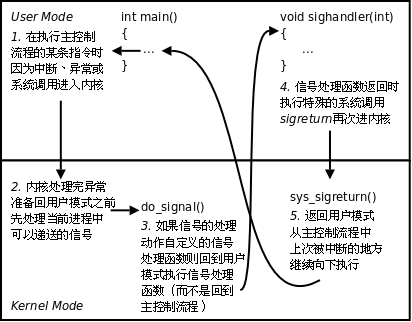 User Mode
1. 在执行主控制
流程的某条指令时
因为中断、异常或
系统调用进入内核
int main()
{
...
}
void sighandler(int)
{
...
}
4. 信号处理函数返回时
执行特殊的系统调用
sigreturn再次进内核
2. 内核处理完异常
准备回用户模式之前
先处理当前进程中
可以递送的信号
do_signal()
3. 如果信号的处理
动作自定义的信号
处理函数则回到用户
模式执行信号处理
函数（而不是回到
主控制流程）
sys_sigreturn()
5. 返回用户模式
从主控制流程中
上次被中断的地方
继续向下执行
Kernel Mode